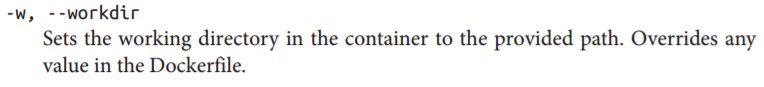 -w, --workdir
Sets the working directory in the container to the provided path. Overrides any
value in the Dockerfile.